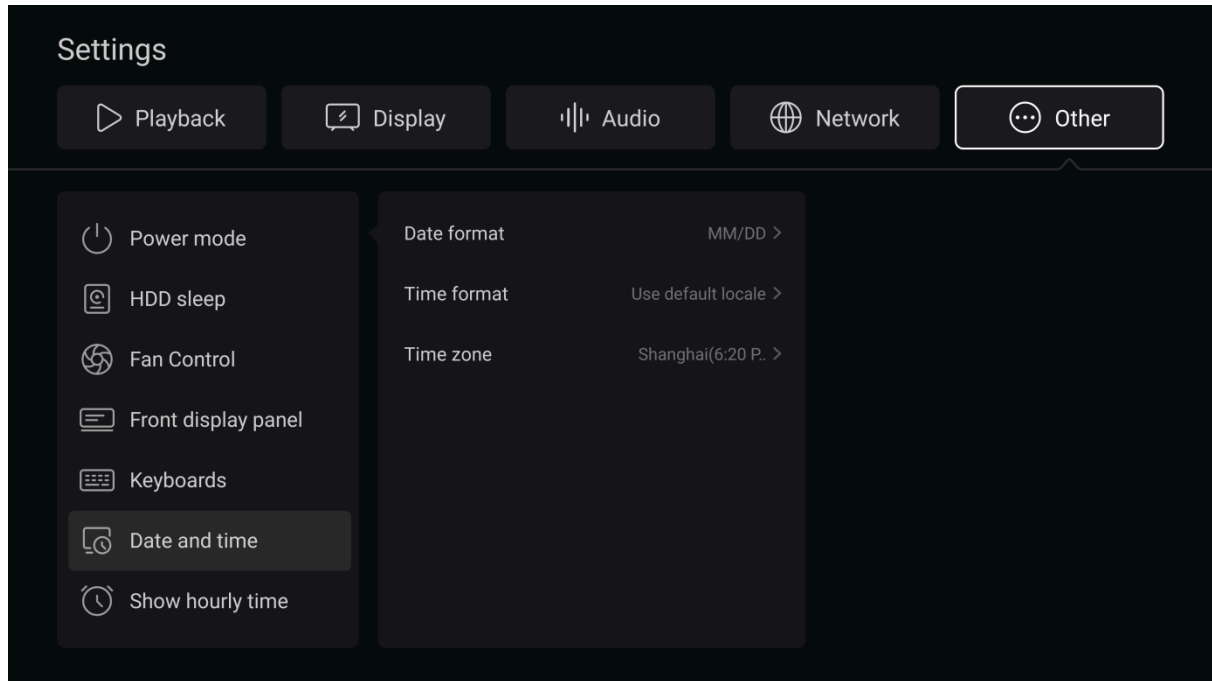 Settings
Playback Display Audio Network Other
Power mode
HDD sleep
Fan Control
Front display panel
Keyboards
Date and time
Show hourly time
Date format MM/DD >
Time format Use default locale >
Time zone Shanghai(6:20 P.. >